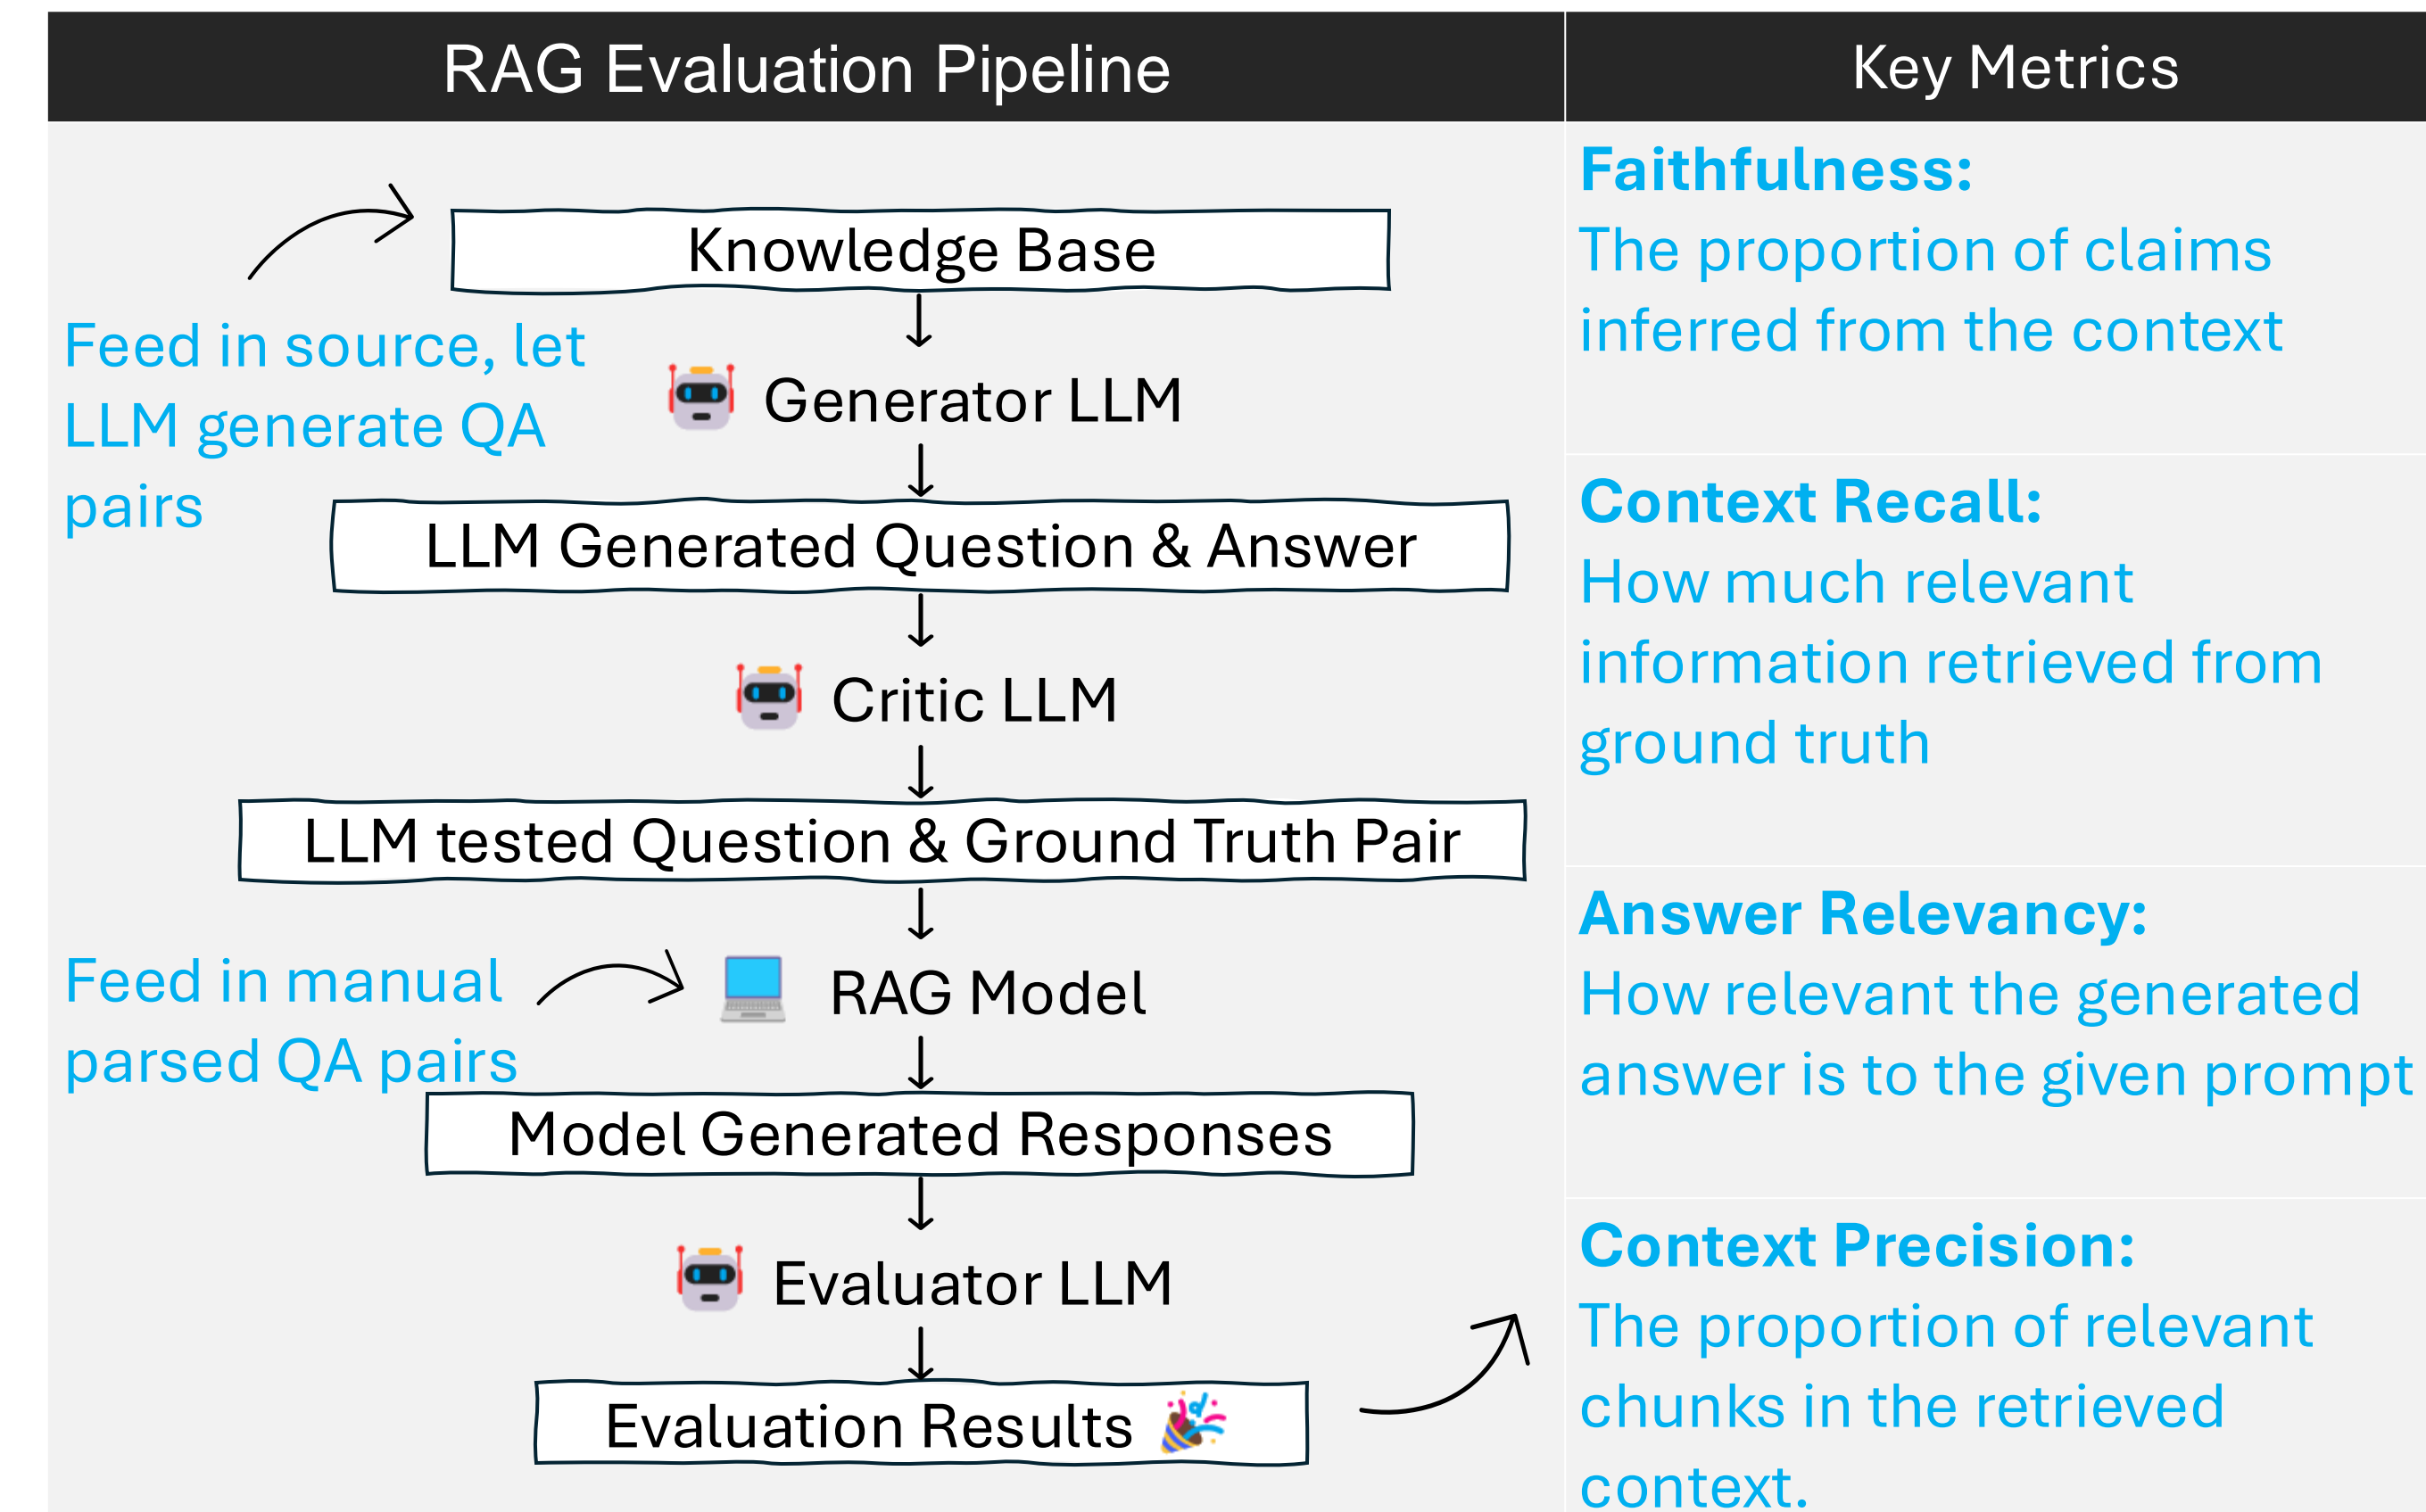 RAG Evaluation Pipeline
Knowledge Base
Feed in source, let
LLM generate QA
pairs
Generator LLM
LLM Generated Question & Answer
Critic LLM
LLM tested Question & Ground Truth Pair
Feed in manual
parsed QA pairs
RAG Model
Model Generated Responses
Evaluator LLM
Evaluation Results
Key Metrics
Faithfulness:
The proportion of claims
inferred from the context
Context Recall:
How much relevant
information retrieved from
ground truth
Answer Relevancy:
How relevant the generated
answer is to the given prompt
Context Precision:
The proportion of relevant
chunks in the retrieved
context.